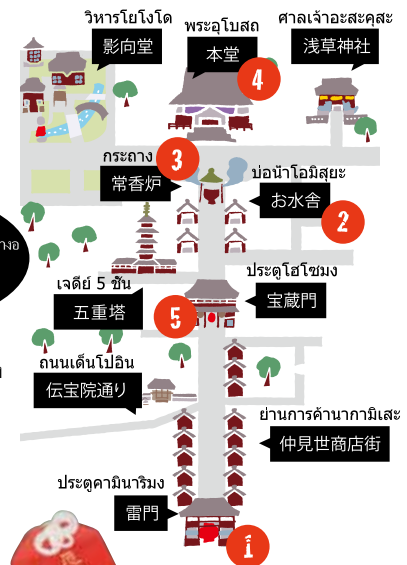 วิหารโยโงโด
影向堂
พระอุโบสถ
本堂
4
ศาลเจ้าอะสะคุสะ
浅草神社
กระถาง
常香炉
3
บ่อน้ำโอมิสุยะ
お水舎
2
างอ
เจดีย์ 5 ชั้น
五重塔
5
ประตูโฮโซมง
宝蔵門
ถนนเด็นโปอิน
伝宝院通り
ย่านการค้านากามิเสะ
仲見世商店街
ประตูคามินาริมง
雷門
1